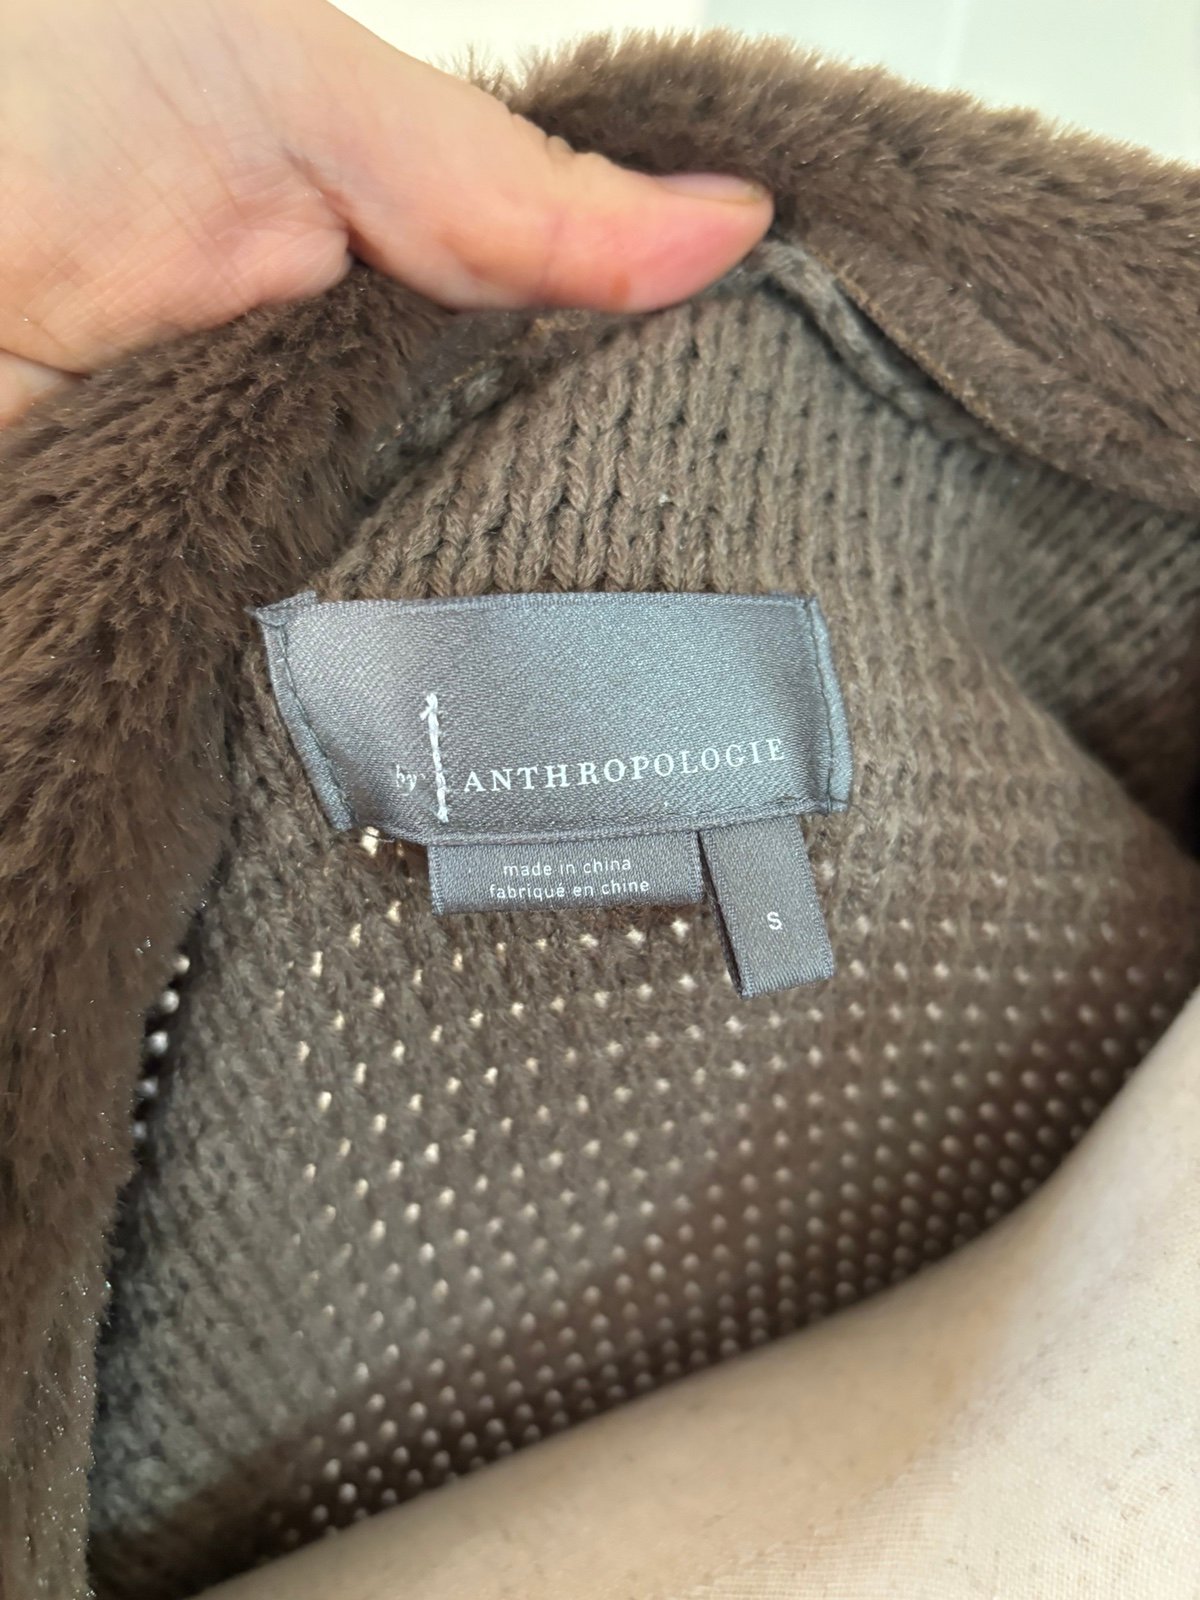 by ANTHROPOLOGIE
made in china
fabriqué en chine
S